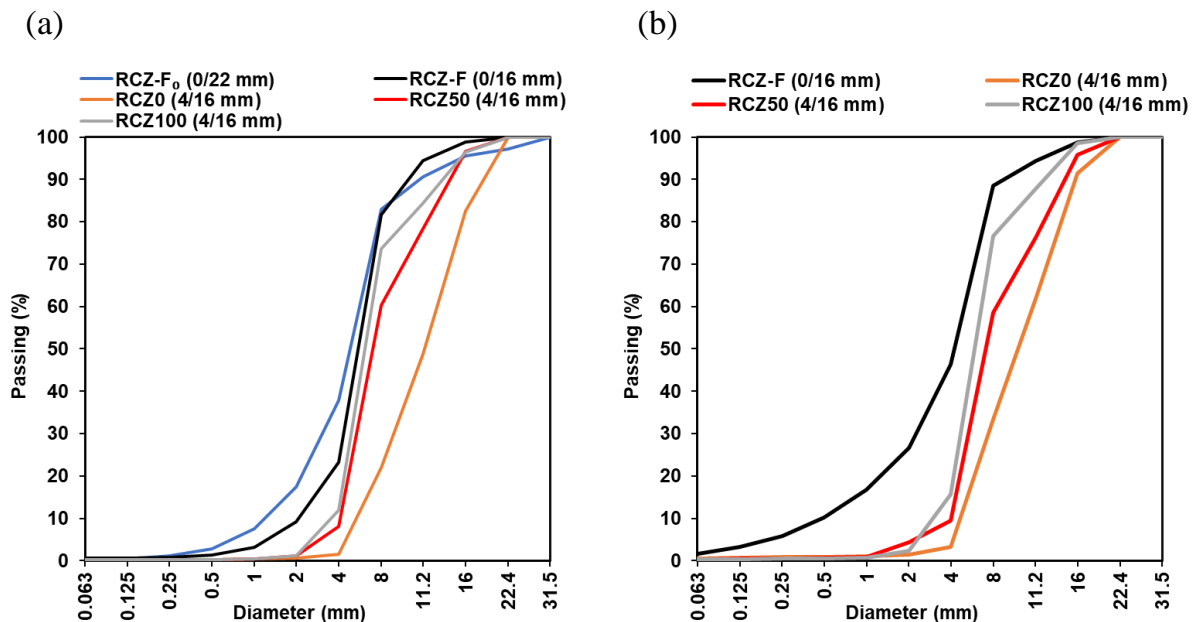 (a)
RCZ-F₀ (0/22 mm) RCZ-F (0/16 mm)
RCZ0 (4/16 mm) RCZ50 (4/16 mm)
RCZ100 (4/16 mm)
100
90
80
70
60
50
40
30
20
10
0
Passing (%)
0.063 0.125 0.25 0.5 1 2 4 8 11.2 16 22.4 31.5
Diameter (mm)
(b)
RCZ-F (0/16 mm) RCZ0 (4/16 mm)
RCZ50 (4/16 mm) RCZ100 (4/16 mm)
100
90
80
70
60
50
40
30
20
10
0
Passing (%)
0.063 0.125 0.25 0.5 1 2 4 8 11.2 16 22.4 31.5
Diameter (mm)